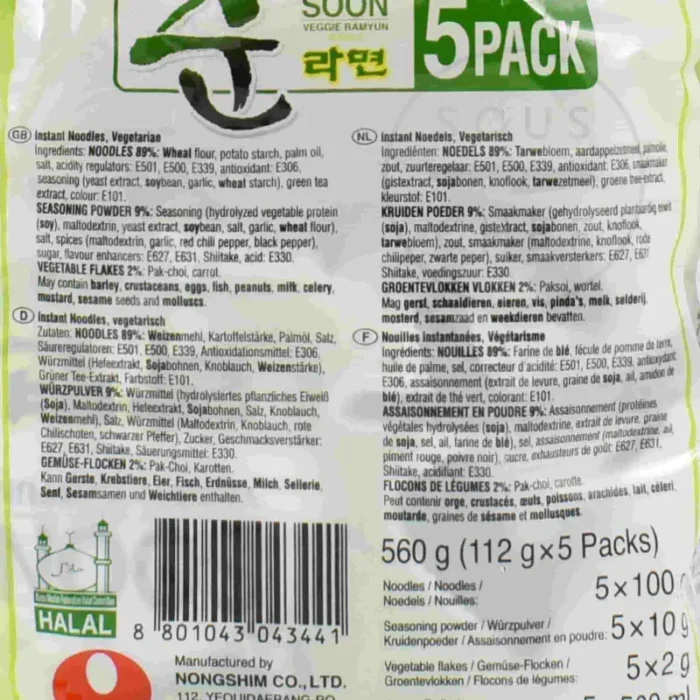 순
SOON
VEGGIE RAMYUN
라면
5PACK
GB Instant Noodles, Vegetarian
Ingredients: NOODLES 89%: Wheat flour, potato starch, palm oil,
salt, acidity regulators: E501, E500, E339, antioxidant: E306,
seasoning (yeast extract, soybean, garlic, wheat starch), green tea
extract, colour: E101.
SEASONING POWDER 9%: Seasoning (hydrolyzed vegetable protein
(soy), maltodextrin, yeast extract, soybean, salt, garlic, wheat flour),
salt, spices (maltodextrin, garlic, red chili pepper, black pepper),
sugar, flavour enhancers: E627, E631, Shiitake, acid: E330.
VEGETABLE FLAKES 2%: Pak-choi, carrot.
May contain barley, crustaceans, eggs, fish, peanuts, milk, celery,
mustard, sesame seeds and molluscs.
D Instant Noodles, vegetarisch
Zutaten: NOODLES 89%: Weizenmehl, Kartoffelstärke, Palmöl, Salz,
Säureregulatoren: E501, E500, E339, Antioxidationsmittel: E306,
Würzmittel (Hefeextrakt, Sojabohnen, Knoblauch, Weizenstärke),
Grüner Tee-Extrakt, Farbstoff: E101.
WÜRZPULVER 9%: Würzmittel (hydrolysiertes pflanzliches Eiweiß
(Soja), Maltodextrin, Hefeextrakt, Sojabohnen, Salz, Knoblauch,
Weizenmehl), Salz, Würzmittel (Maltodextrin, Knoblauch, rote
Chilischoten, schwarzer Pfeffer), Zucker, Geschmacksverstärker:
E627, E631, Shiitake, Säuerungsmittel: E330.
GEMÜSE-FLOCKEN 2%: Pak-Choi, Karotten.
Kann Gerste, Krebstiere, Eier, Fisch, Erdnüsse, Milch, Sellerie,
Senf, Sesamsamen und Weichtiere enthalten.
NL Instant Noedels, Vegetarisch
Ingrediënten: NOEDELS 89%: Tarwebloem, aardappelzetmeel, palmolie,
zout, zuurteregelaar: E501, E500, E339, antioxidant: E306, smaakmaker
(gistextract, sojabonen, knoflook, tarwezetmeel), groene thee-extract,
kleurstof: E101.
KRUIDEN POEDER 9%: Smaakmaker (gehydrolyseerd plantaardig eiwit
(soja), maltodextrine, gistextract, sojabonen, zout, knoflook,
tarwebloem), zout, smaakmaker (maltodextrine, knoflook, rode
chilipeper, zwarte peper), suiker, smaakversterkers: E627, E631
Shiitake, voedingszuur: E330.
GROENTEVLOKKEN VLOKKEN 2%: Paksoi, wortel.
Mag gerst, schaaldieren, eieren, vis, pinda's, melk, selderij,
mosterd, sesamzaad en weekdieren bevatten.
F Nouilles instantanées, Végétarisme
Ingrédients: NOUILLES 89%: Farine de blé, fécule de pomme de terre,
huile de palme, sel, correcteur d'acidité: E501, E500, E339, antioxydant:
E306, assaisonnement (extrait de levure, graine de soja, ail, amidon de
blé), extrait de thé vert, colorant: E101.
ASSAISONNEMENT EN POUDRE 9%: Assaisonnement (protéines
végétales hydrolysées (soja), maltodextrine, extrait de levure, graine
de soja, sel, ail, farine de blé), sel, assaisonnement (maltodextrine, ail,
piment rouge, poivre noir), sucre, exhausteurs de goût: E627, E631,
Shiitake, acidifiant: E330.
FLOCONS DE LÉGUMES 2%: Pak-choi, carotte.
Peut contenir orge, crustacés, œufs, poissons, arachides, lait, céleri,
moutarde, graines de sésame et mollusques.
HALAL
8 801043 043441
Manufactured by
NONGSHIM CO., LTD.
112, YEOUIDAEBANG-RO
560 g (112 g×5 Packs)
Noodles / Noodles /
Noedels / Nouilles:
5×100
Seasoning powder / Würzpulver /
Kruidenpoeder / Assaisonnement en poudre:
5×10g
Vegetable flakes / Gemüse-Flocken /
Groentevlokken / Flocons de légumes:
5×2g